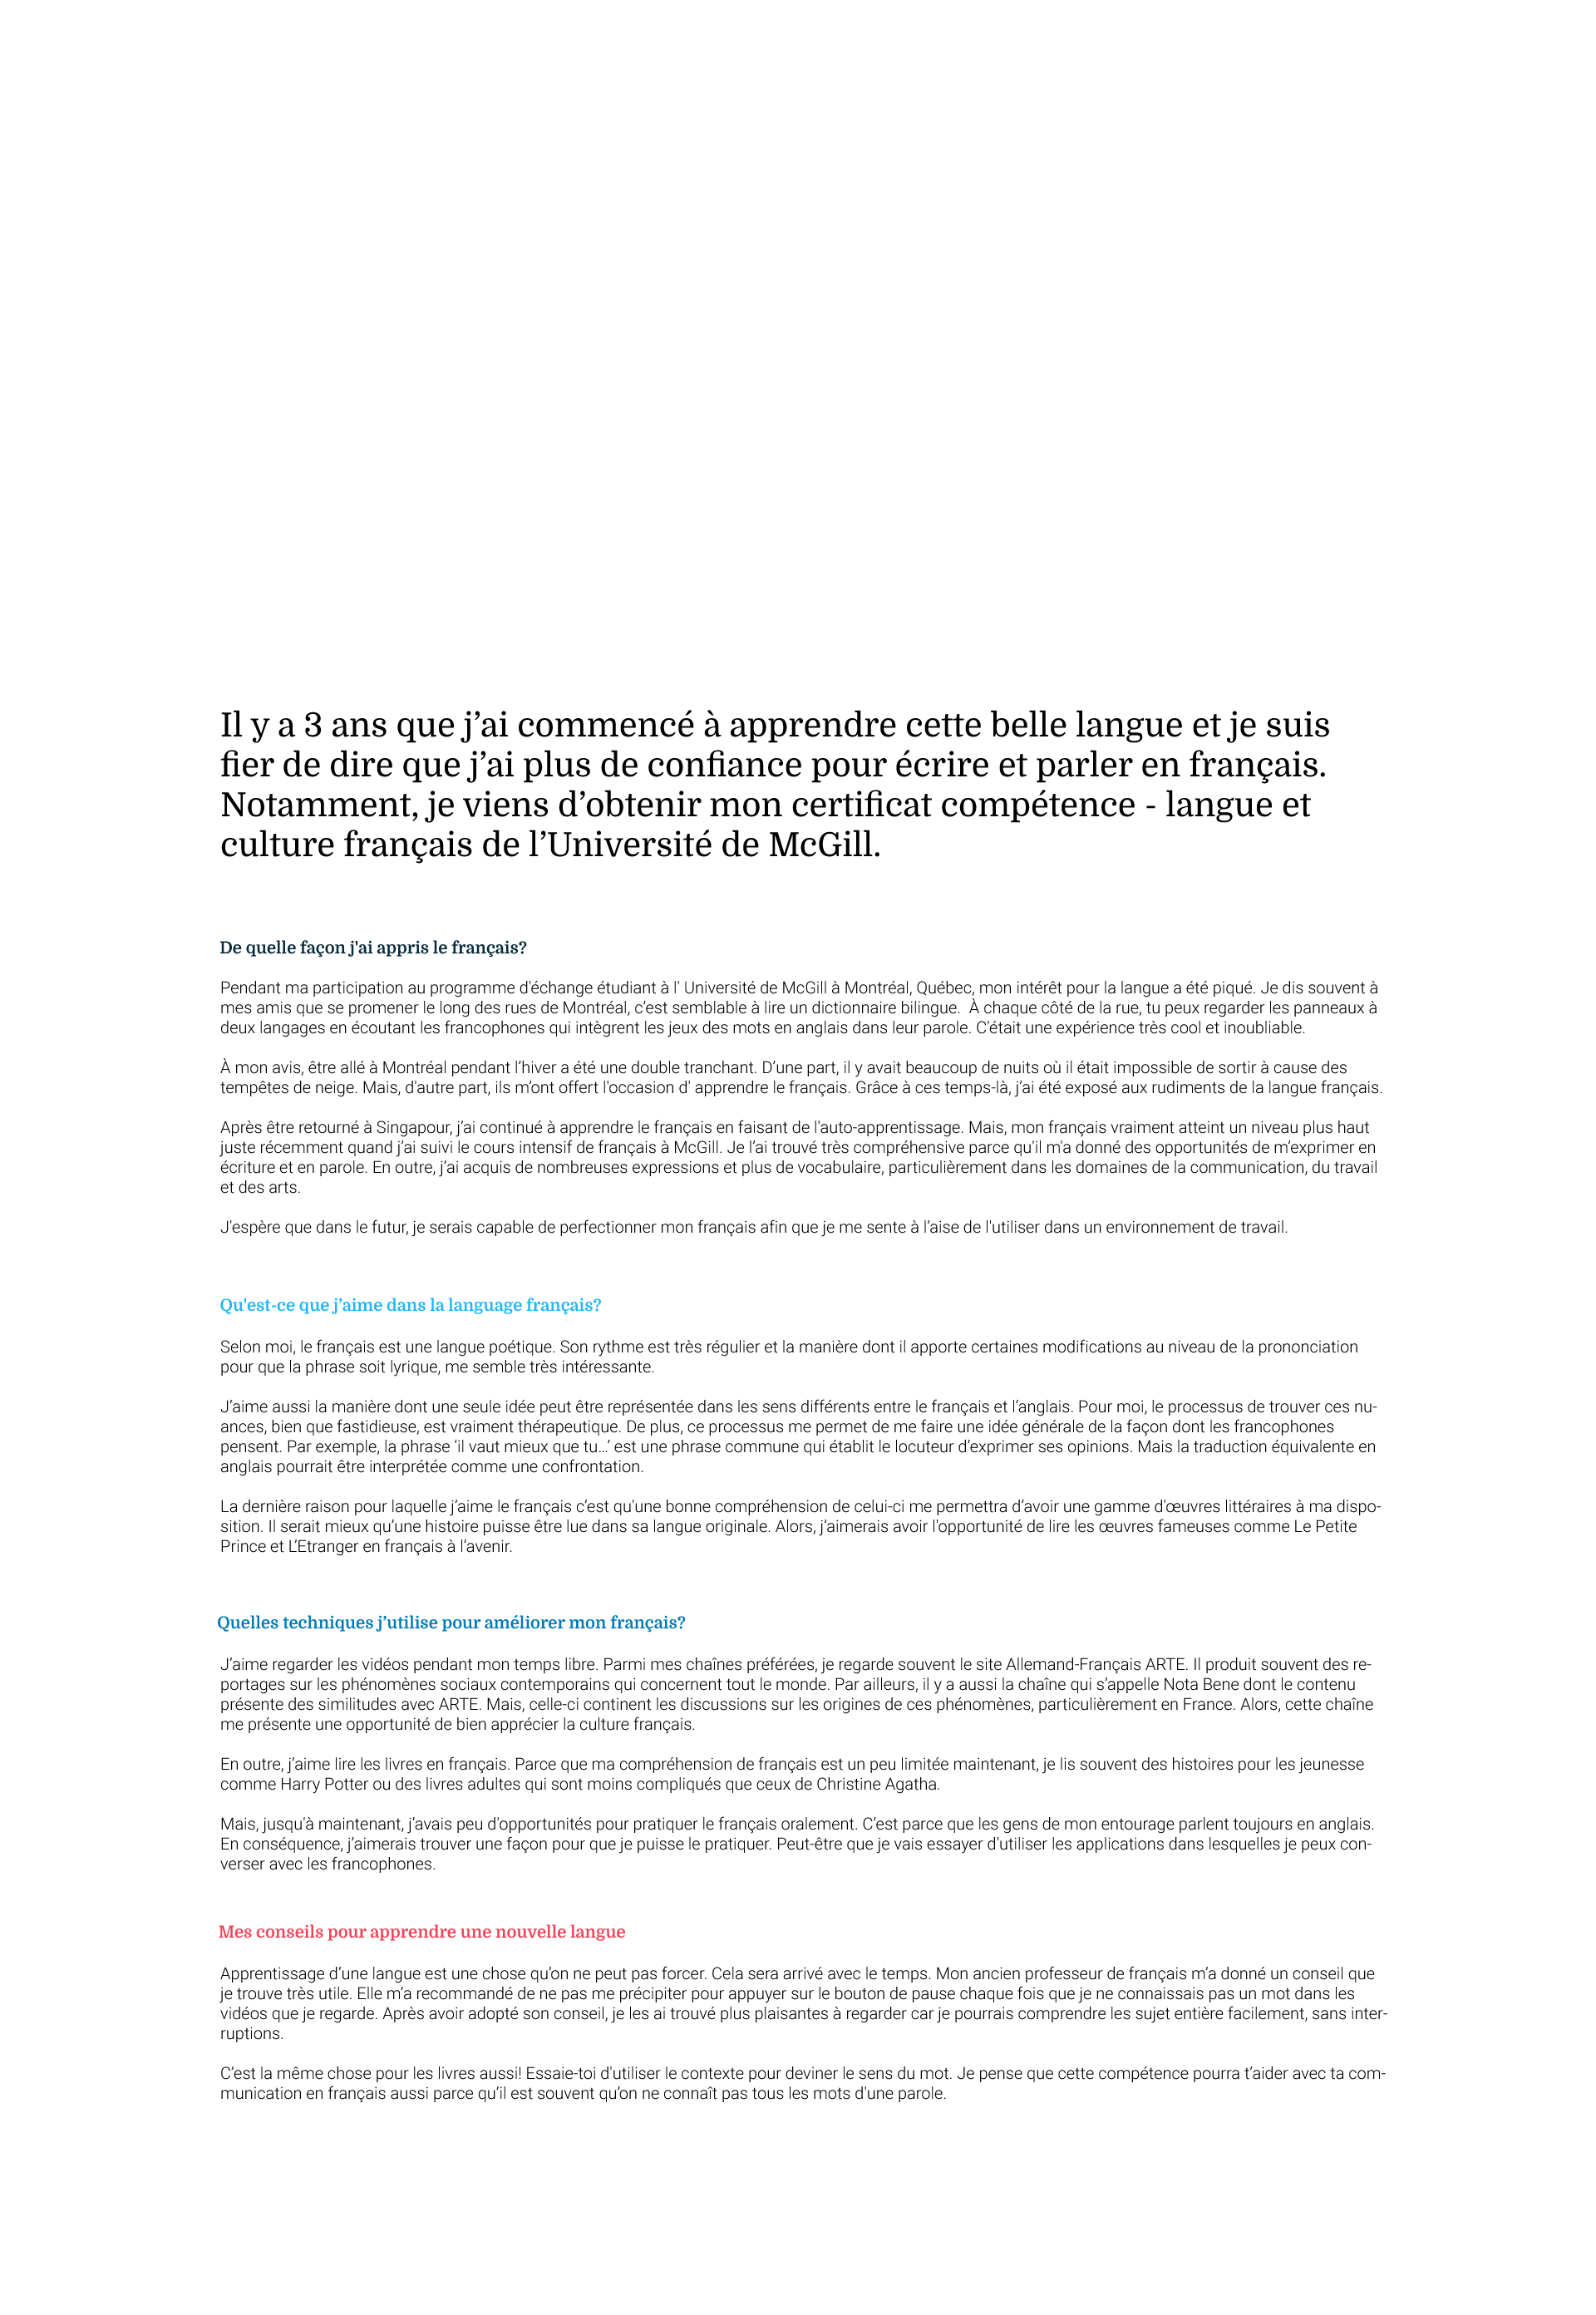 Il y a 3 ans que j’ai commencé à apprendre cette belle langue et je suis
fier de dire que j’ai plus de confiance pour écrire et parler en français.
Notamment, je viens d’obtenir mon certificat compétence - langue et
culture français de l’Université de McGill.
De quelle façon j'ai appris le français?
Pendant ma participation au programme d'échange étudiant à l' Université de McGill à Montréal, Québec, mon intérêt pour la langue a été piqué. Je dis souvent à
mes amis que se promener le long des rues de Montréal, c’est semblable à lire un dictionnaire bilingue.  À chaque côté de la rue, tu peux regarder les panneaux à
deux langages en écoutant les francophones qui intègrent les jeux des mots en anglais dans leur parole. C'était une expérience très cool et inoubliable.
À mon avis, être allé à Montréal pendant l’hiver a été une double tranchant. D’une part, il y avait beaucoup de nuits où il était impossible de sortir à cause des
tempêtes de neige. Mais, d'autre part, ils m’ont offert l'occasion d' apprendre le français. Grâce à ces temps-là, j’ai été exposé aux rudiments de la langue français.
Après être retourné à Singapour, j’ai continué à apprendre le français en faisant de l'auto-apprentissage. Mais, mon français vraiment atteint un niveau plus haut
juste récemment quand j’ai suivi le cours intensif de français à McGill. Je l’ai trouvé très compréhensive parce qu'il m'a donné des opportunités de m’exprimer en
écriture et en parole. En outre, j’ai acquis de nombreuses expressions et plus de vocabulaire, particulièrement dans les domaines de la communication, du travail
et des arts.
J'espère que dans le futur, je serais capable de perfectionner mon français afin que je me sente à l’aise de l'utiliser dans un environnement de travail.
Qu'est-ce que j’aime dans la language français?
Selon moi, le français est une langue poétique. Son rythme est très régulier et la manière dont il apporte certaines modifications au niveau de la prononciation
pour que la phrase soit lyrique, me semble très intéressante.
J’aime aussi la manière dont une seule idée peut être représentée dans les sens différents entre le français et l’anglais. Pour moi, le processus de trouver ces nu-
ances, bien que fastidieuse, est vraiment thérapeutique. De plus, ce processus me permet de me faire une idée générale de la façon dont les francophones
pensent. Par exemple, la phrase ‘il vaut mieux que tu…’ est une phrase commune qui établit le locuteur d’exprimer ses opinions. Mais la traduction équivalente en
anglais pourrait être interprétée comme une confrontation.
La dernière raison pour laquelle j’aime le français c’est qu'une bonne compréhension de celui-ci me permettra d’avoir une gamme d'œuvres littéraires à ma dispo-
sition. Il serait mieux qu’une histoire puisse être lue dans sa langue originale. Alors, j’aimerais avoir l'opportunité de lire les œuvres fameuses comme Le Petite
Prince et L’Etranger en français à l’avenir.
Quelles techniques j’utilise pour améliorer mon français?
J’aime regarder les vidéos pendant mon temps libre. Parmi mes chaînes préférées, je regarde souvent le site Allemand-Français ARTE. Il produit souvent des re-
portages sur les phénomènes sociaux contemporains qui concernent tout le monde. Par ailleurs, il y a aussi la chaîne qui s’appelle Nota Bene dont le contenu
présente des similitudes avec ARTE. Mais, celle-ci continent les discussions sur les origines de ces phénomènes, particulièrement en France. Alors, cette chaîne
me présente une opportunité de bien apprécier la culture français.
En outre, j’aime lire les livres en français. Parce que ma compréhension de français est un peu limitée maintenant, je lis souvent des histoires pour les jeunesse
comme Harry Potter ou des livres adultes qui sont moins compliqués que ceux de Christine Agatha.
Mais, jusqu'à maintenant, j’avais peu d'opportunités pour pratiquer le français oralement. C’est parce que les gens de mon entourage parlent toujours en anglais.
En conséquence, j’aimerais trouver une façon pour que je puisse le pratiquer. Peut-être que je vais essayer d'utiliser les applications dans lesquelles je peux con-
verser avec les francophones.
Mes conseils pour apprendre une nouvelle langue
Apprentissage d’une langue est une chose qu’on ne peut pas forcer. Cela sera arrivé avec le temps. Mon ancien professeur de français m’a donné un conseil que
je trouve très utile. Elle m’a recommandé de ne pas me précipiter pour appuyer sur le bouton de pause chaque fois que je ne connaissais pas un mot dans les
vidéos que je regarde. Après avoir adopté son conseil, je les ai trouvé plus plaisantes à regarder car je pourrais comprendre les sujet entière facilement, sans inter-
ruptions.
C’est la même chose pour les livres aussi! Essaie-toi d'utiliser le contexte pour deviner le sens du mot. Je pense que cette compétence pourra t’aider avec ta com-
munication en français aussi parce qu’il est souvent qu’on ne connaît pas tous les mots d'une parole.